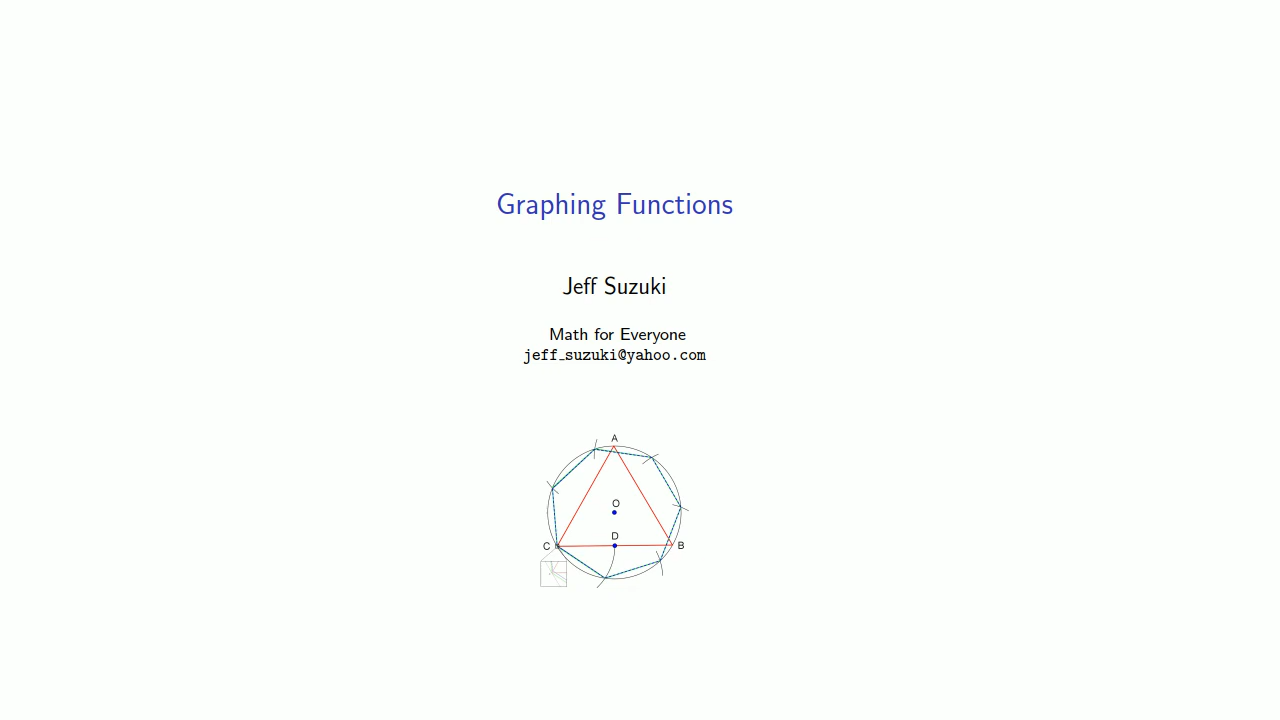 Graphing Functions
Jeff Suzuki
Math for Everyone
jeff_suzuki@yahoo.com
A
O
D
C
B